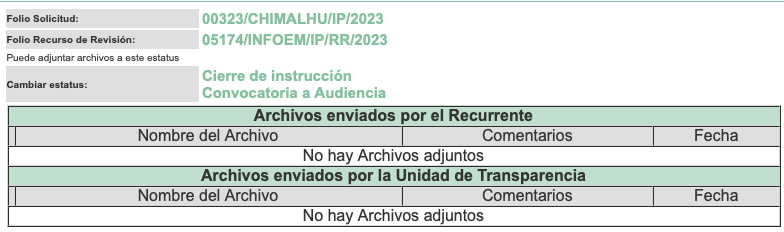 Folio Solicitud: 00323/CHIMALHU/IP/2023
Folio Recurso de Revisión: 05174/INFOEM/IP/RR/2023
Puede adjuntar archivos a este estatus
Cambiar estatus: Cierre de instrucción
Convocatoria a Audiencia
Archivos enviados por el Recurrente
Nombre del Archivo Comentarios Fecha
No hay Archivos adjuntos
Archivos enviados por la Unidad de Transparencia
Nombre del Archivo Comentarios Fecha
No hay Archivos adjuntos